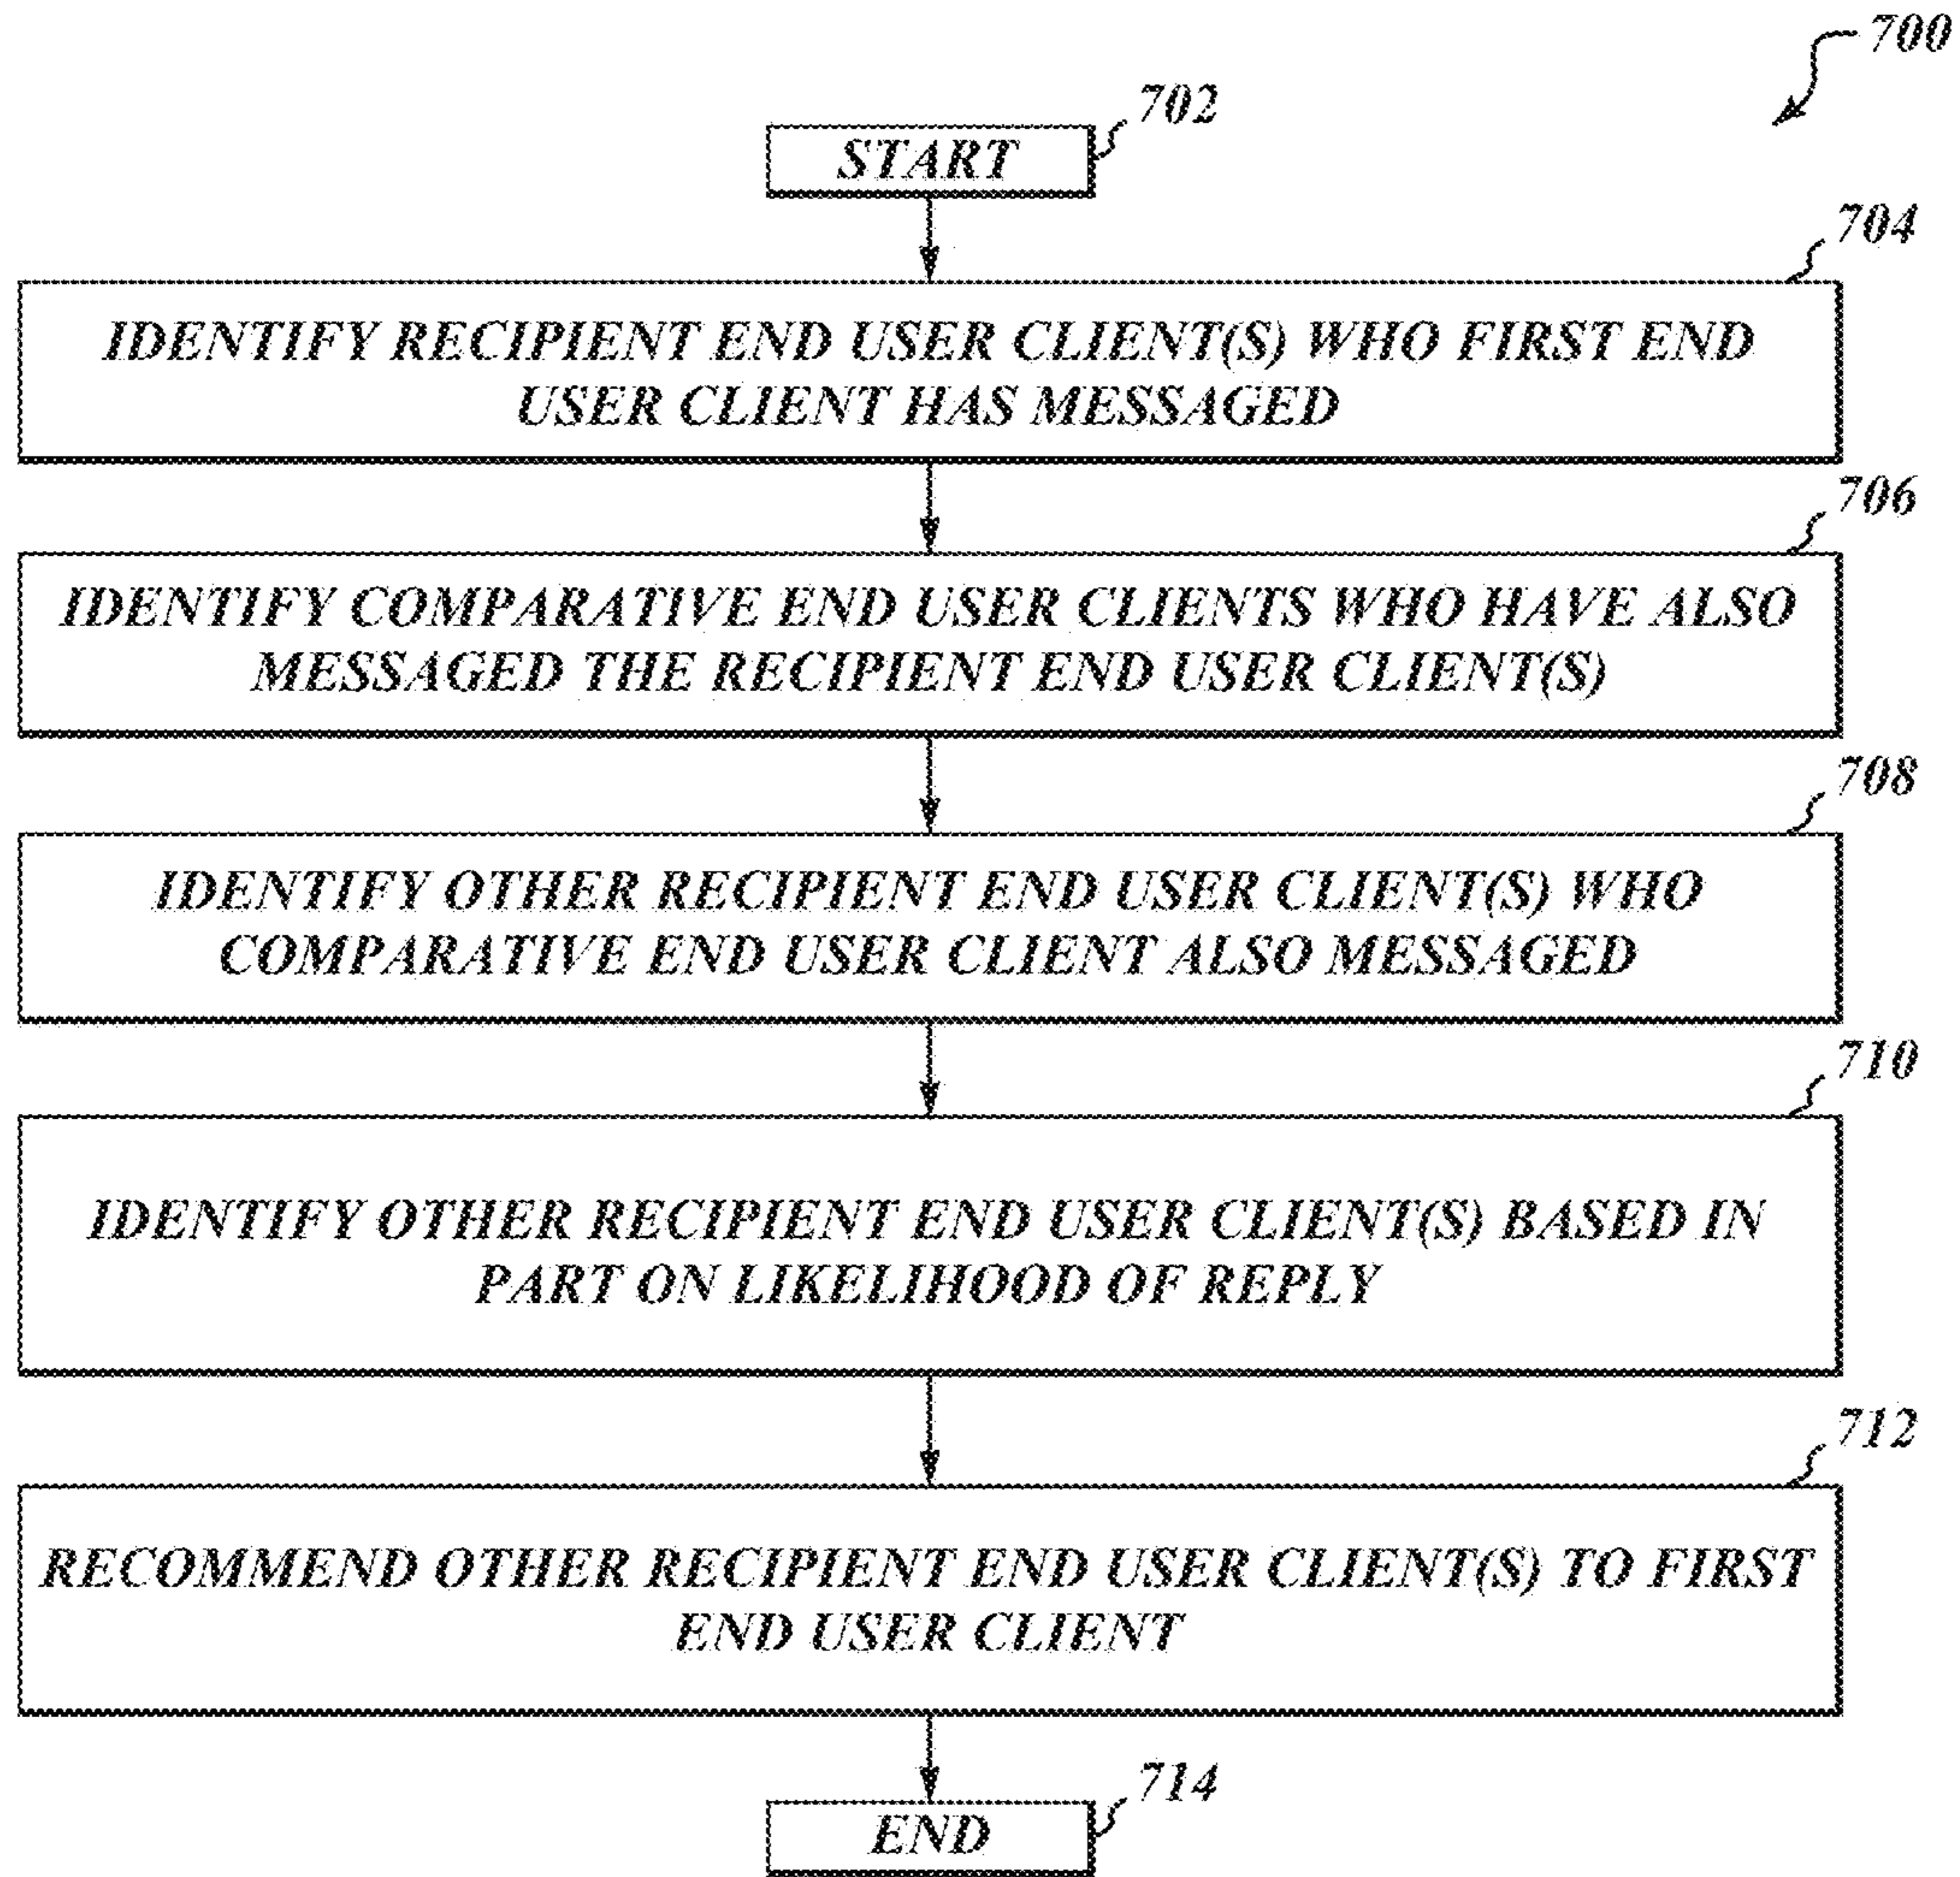 700
702
START
704
IDENTIFY RECIPIENT END USER CLIENT(S) WHO FIRST END
USER CLIENT HAS MESSAGED
706
IDENTIFY COMPARATIVE END USER CLIENTS WHO HAVE ALSO
MESSAGED THE RECIPIENT END USER CLIENT(S)
708
IDENTIFY OTHER RECIPIENT END USER CLIENT(S) WHO
COMPARATIVE END USER CLIENT ALSO MESSAGED
710
IDENTIFY OTHER RECIPIENT END USER CLIENT(S) BASED IN
PART ON LIKELIHOOD OF REPLY
712
RECOMMEND OTHER RECIPIENT END USER CLIENT(S) TO FIRST
END USER CLIENT
714
END